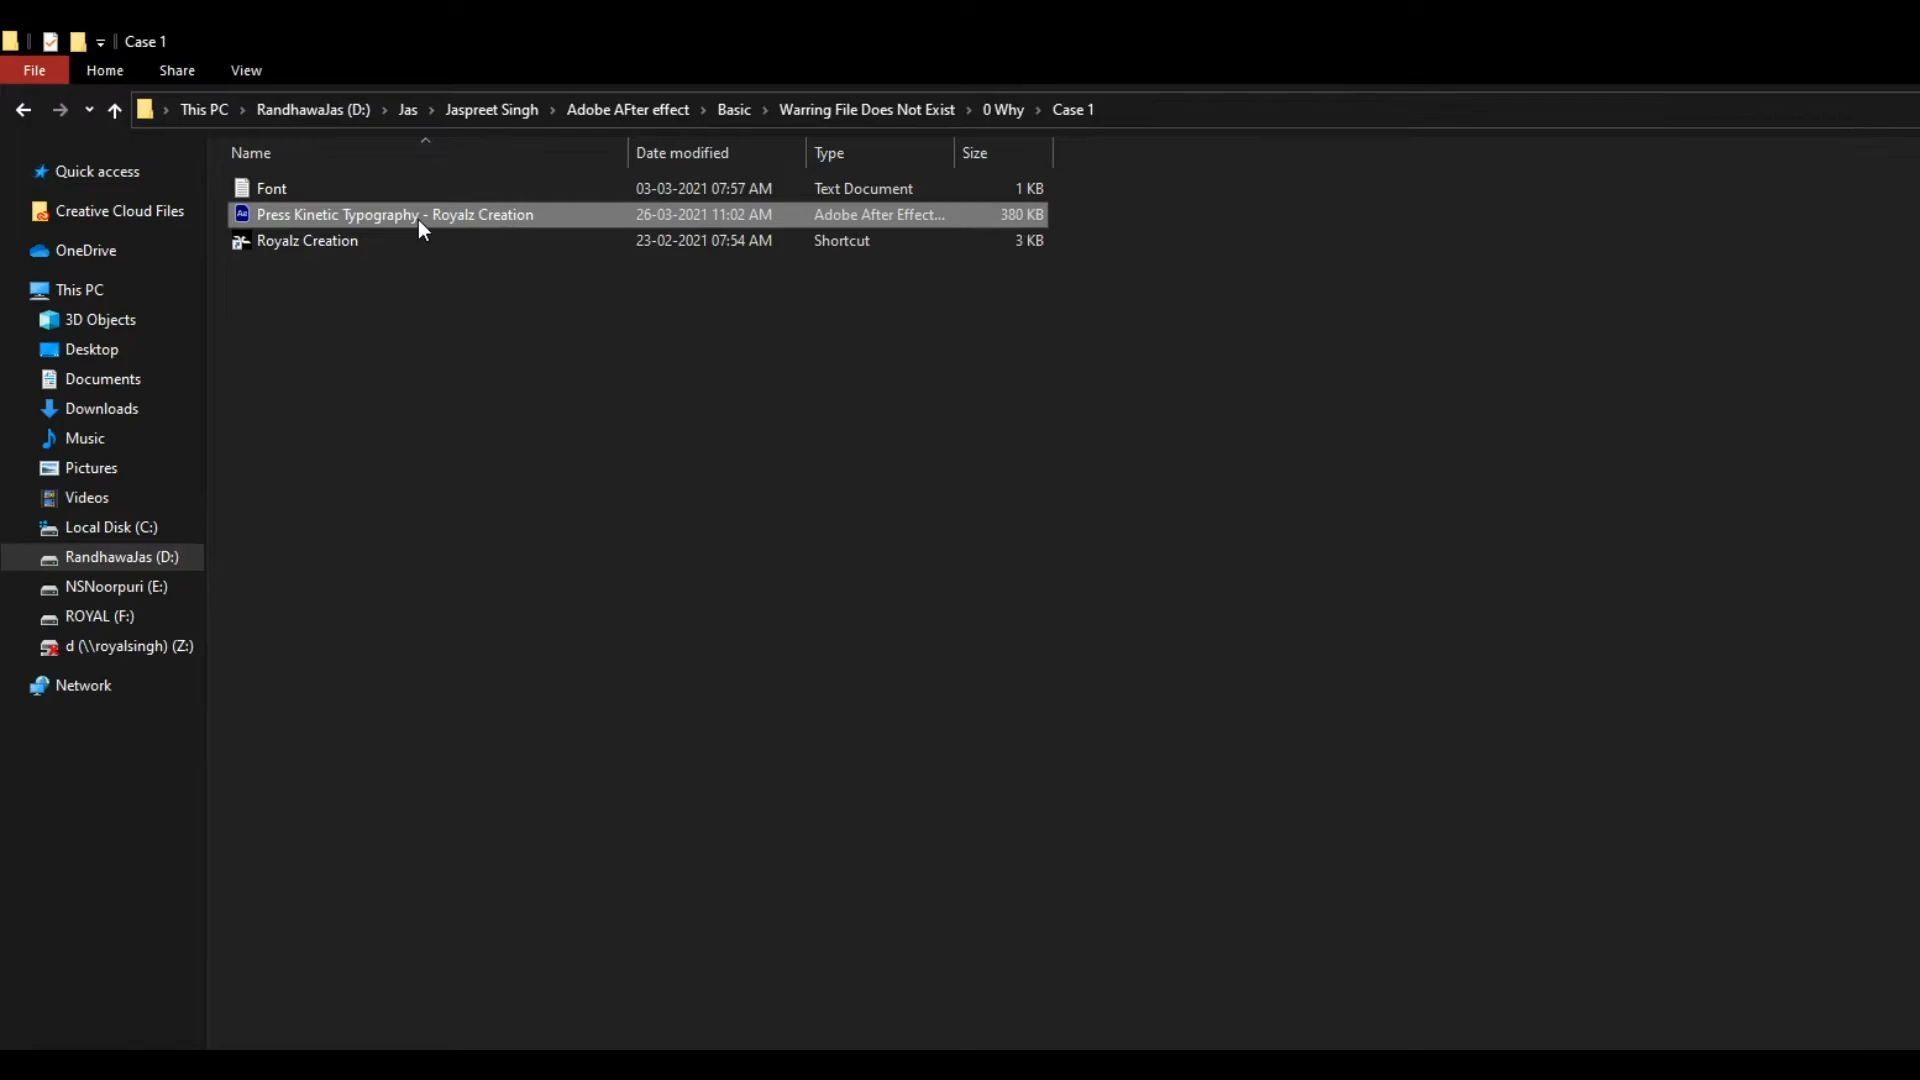 Case 1
File Home Share View
This PC > RandhawaJas (D:) > Jas > Jaspreet Singh > Adobe AFter effect > Basic > Warring File Does Not Exist > 0 Why > Case 1
Name Date modified Type Size
Font 03-03-2021 07:57 AM Text Document 1 KB
Press Kinetic Typography - Royalz Creation 26-03-2021 11:02 AM Adobe After Effect... 380 KB
Royalz Creation 23-02-2021 07:54 AM Shortcut 3 KB
Quick access
Creative Cloud Files
OneDrive
This PC
3D Objects
Desktop
Documents
Downloads
Music
Pictures
Videos
Local Disk (C:)
RandhawaJas (D:)
NSNoorpuri (E:)
ROYAL (F:)
d (\\royalsingh) (Z:)
Network